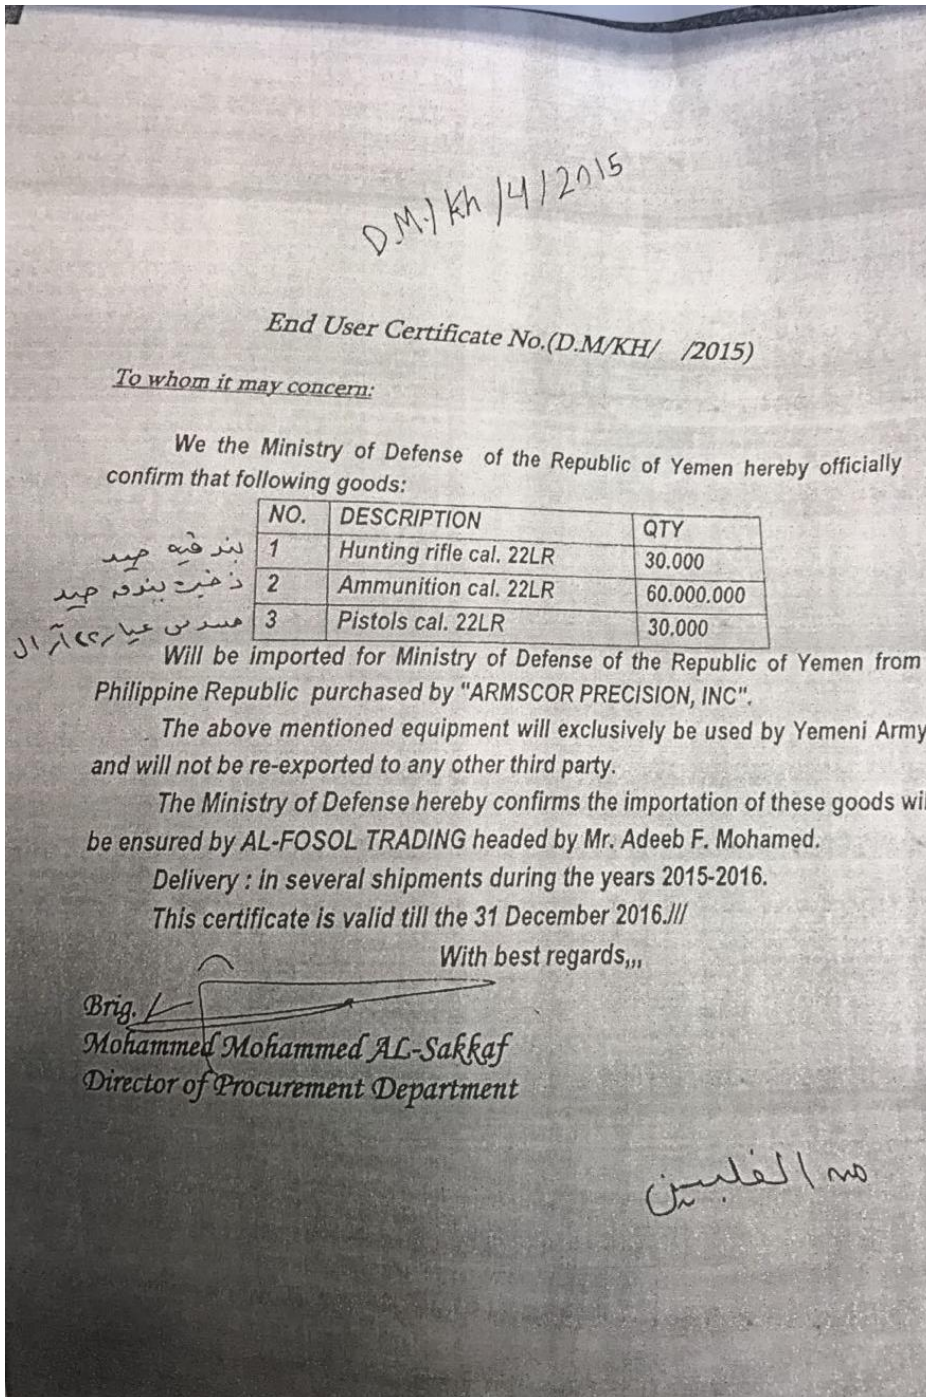 D.M./Kh/4/2015
End User Certificate No.(D.M/KH/ /2015)
To whom it may concern:
We the Ministry of Defense of the Republic of Yemen hereby officially
confirm that following goods:
NO. DESCRIPTION QTY
بندقية صيد 1 Hunting rifle cal. 22LR 30.000
ذخيرة بندق صيد 2 Ammunition cal. 22LR 60.000.000
مسدس عيار ٢٢ آر ال 3 Pistols cal. 22LR 30.000
Will be imported for Ministry of Defense of the Republic of Yemen from
Philippine Republic purchased by "ARMSCOR PRECISION, INC".
The above mentioned equipment will exclusively be used by Yemeni Army
and will not be re-exported to any other third party.
The Ministry of Defense hereby confirms the importation of these goods wil
be ensured by AL-FOSOL TRADING headed by Mr. Adeeb F. Mohamed.
Delivery : in several shipments during the years 2015-2016.
This certificate is valid till the 31 December 2016.///
With best regards,,,
Brig.
Mohammed Mohammed AL-Sakkaf
Director of Procurement Department
من الفلبين